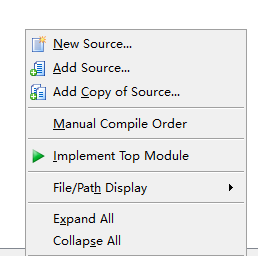 New Source...
Add Source...
Add Copy of Source...
Manual Compile Order
Implement Top Module
File/Path Display
Expand All
Collapse All